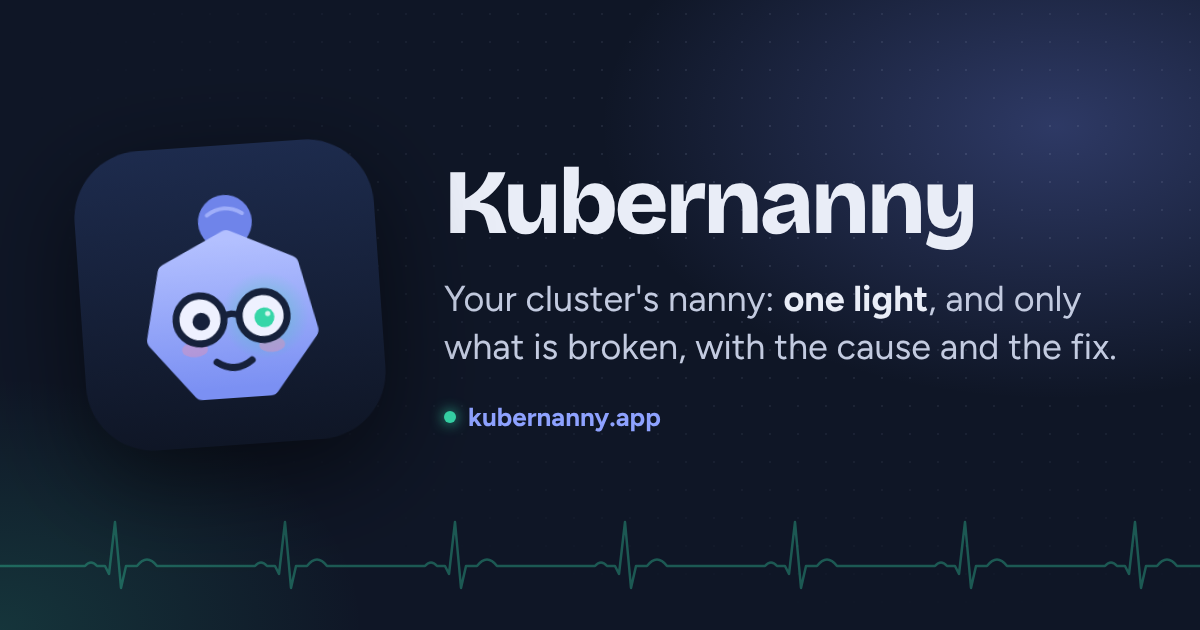 Kubernanny
Your cluster's nanny: one light, and only
what is broken, with the cause and the fix.
kubernanny.app